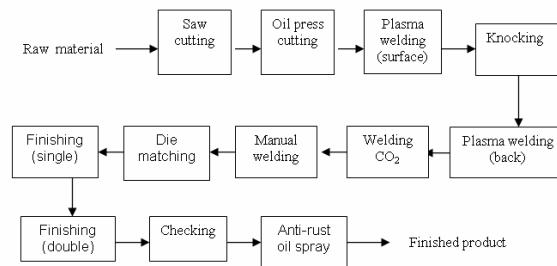 Raw material
Saw
cutting
Oil press
cutting
Plasma
welding
(surface)
Knocking
Plasma welding
(back)
Welding
CO₂
Manual
welding
Die
matching
Finishing
(single)
Finishing
(double)
Checking
Anti-rust
oil spray
Finished product